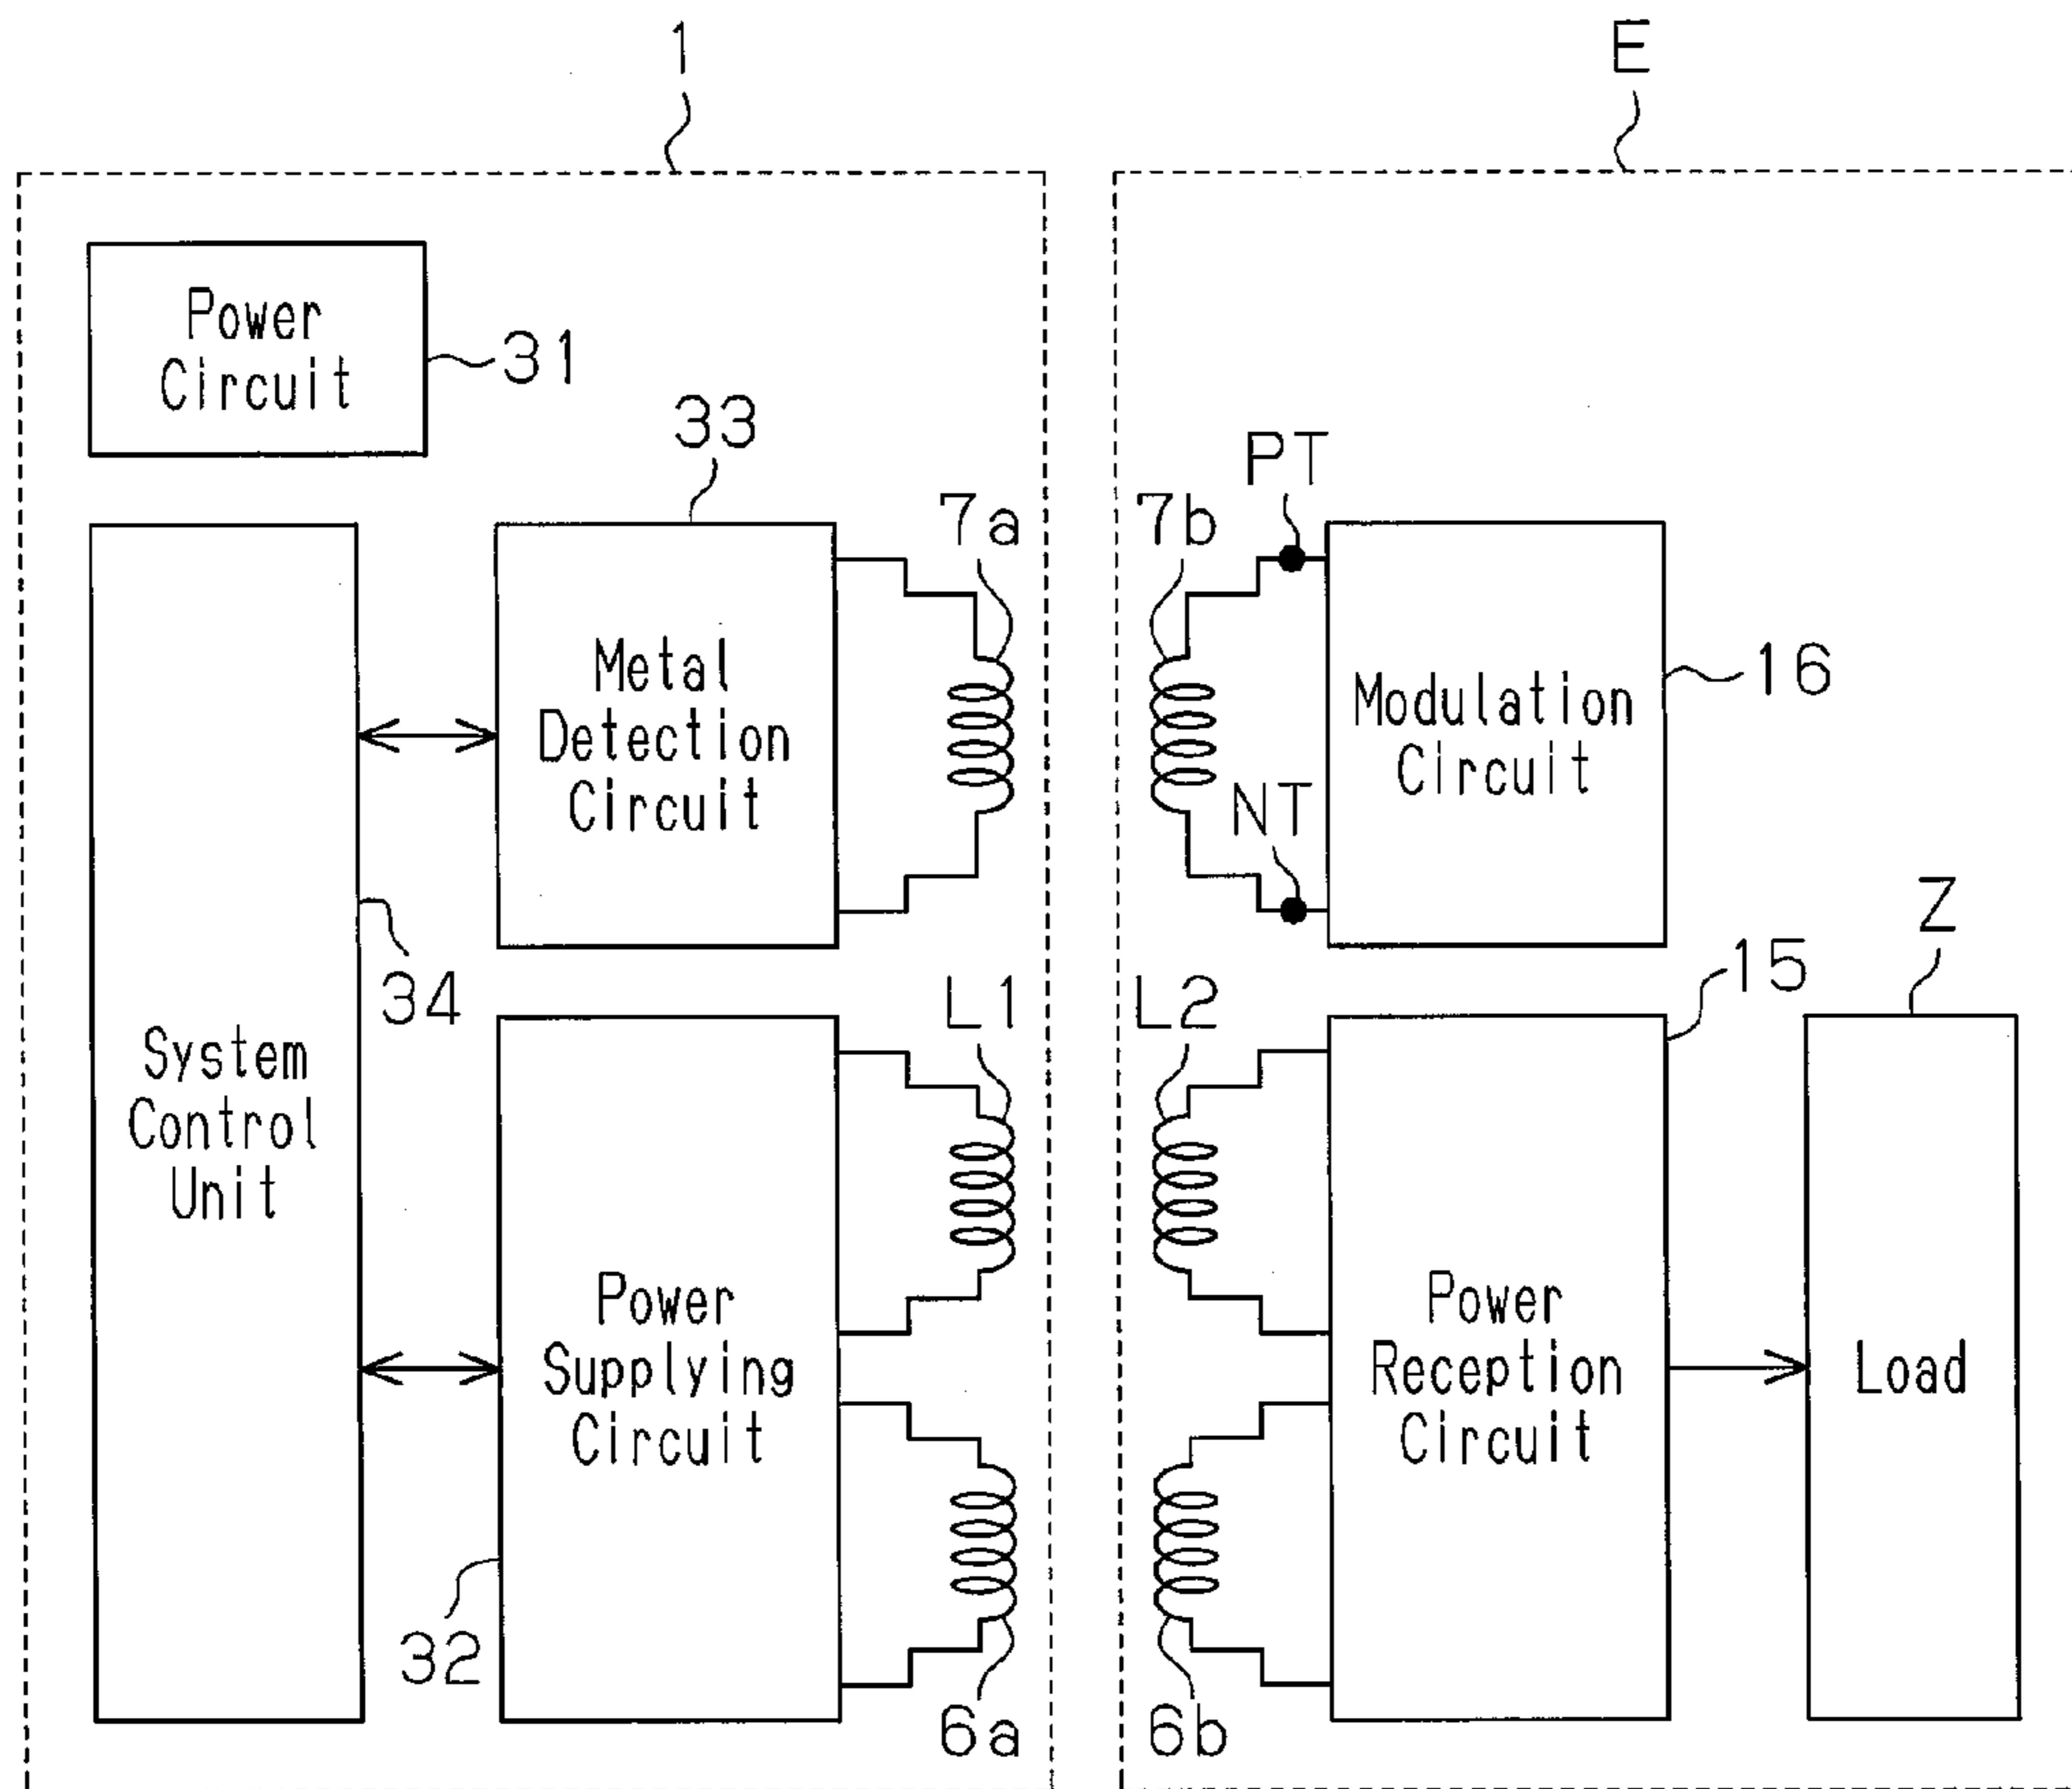 1
E
Power
Circuit
31
33
7a
7b
PT
Metal
Detection
Circuit
Modulation
Circuit
16
NT
34
System
Control
Unit
L1
L2
15
Z
Power
Supplying
Circuit
Power
Reception
Circuit
Load
32
6a
6b